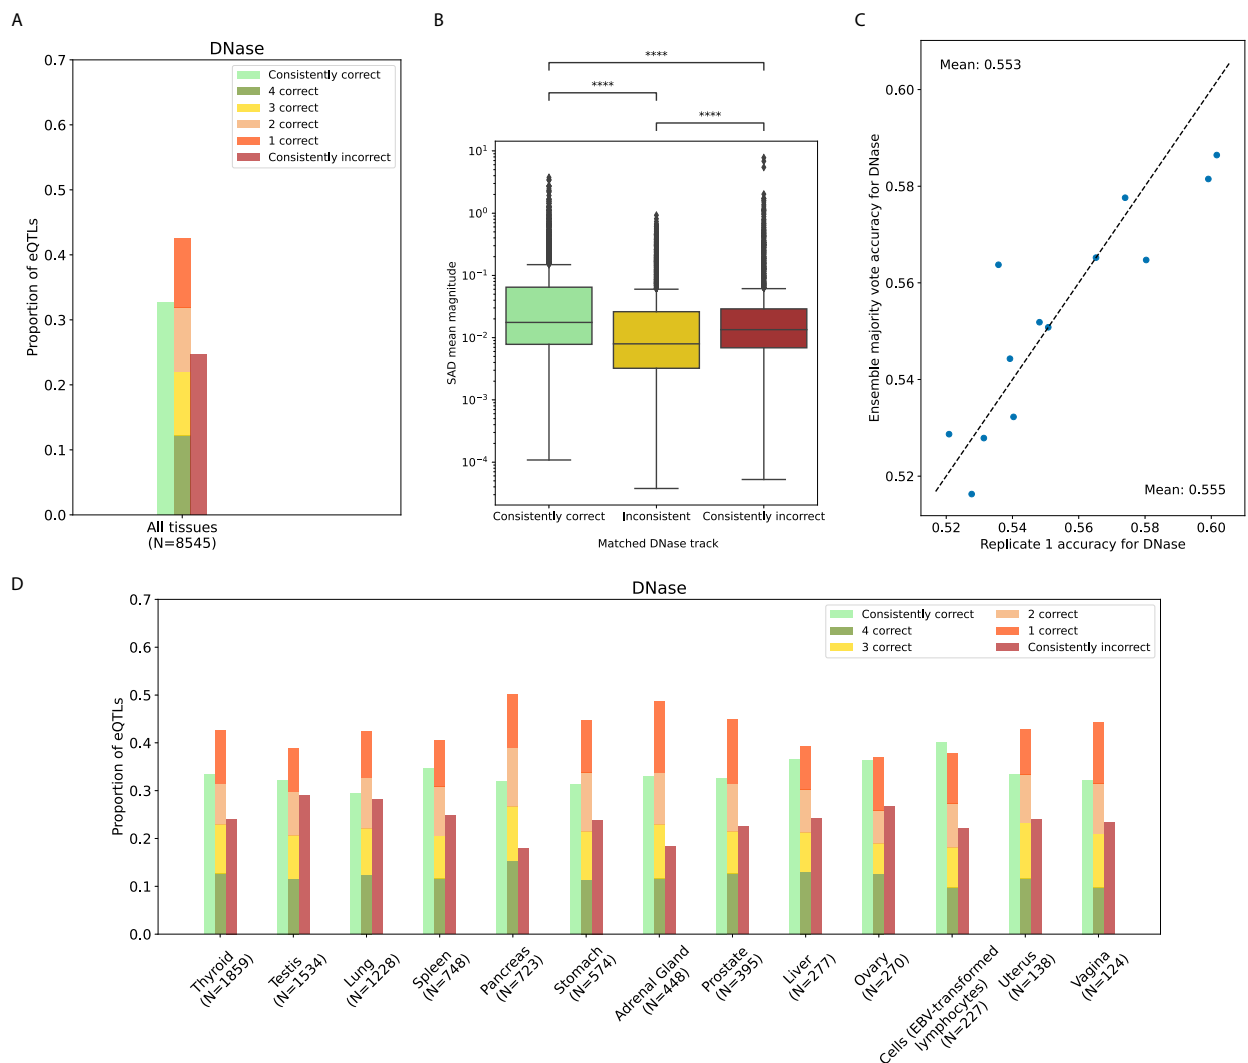 A
DNase
0.7
0.6
0.5
0.4
0.3
0.2
0.1
0.0
Proportion of eQTLs
Consistently correct
4 correct
3 correct
2 correct
1 correct
Consistently incorrect
All tissues
(N=8545)
B
****
****
****
10¹
10⁰
10⁻¹
10⁻²
10⁻³
10⁻⁴
SAD mean magnitude
Consistently correct
Inconsistent
Consistently incorrect
Matched DNase track
C
Mean: 0.553
Mean: 0.555
0.60
0.58
0.56
0.54
0.52
Ensemble majority vote accuracy for DNase
0.52
0.54
0.56
0.58
0.60
Replicate 1 accuracy for DNase
D
DNase
0.7
0.6
0.5
0.4
0.3
0.2
0.1
0.0
Proportion of eQTLs
Consistently correct
4 correct
3 correct
2 correct
1 correct
Consistently incorrect
Thyroid
(N=1859)
Testis
(N=1534)
Lung
(N=1228)
Spleen
(N=748)
Pancreas
(N=723)
Stomach
(N=574)
Adrenal Gland
(N=448)
Prostate
(N=395)
Liver
(N=277)
Ovary
(N=270)
Cells (EBV-transformed
lymphocytes)
(N=227)
Uterus
(N=138)
Vagina
(N=124)